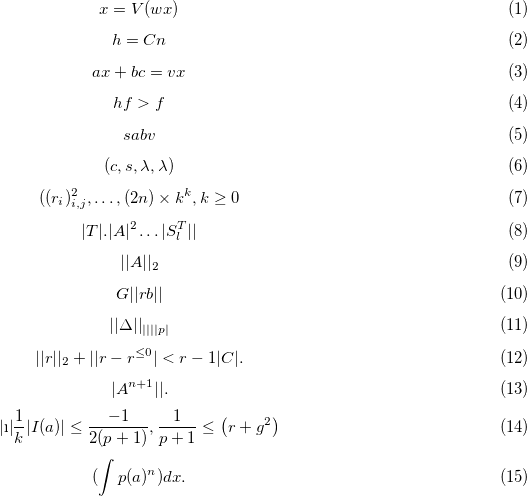 x = V(wx) (1)
h = Cn (2)
ax + bc = vx (3)
hf > f (4)
sabv (5)
(c, s, λ, λ) (6)
((r_i)^2_{i,j}, …, (2n) × k^k, k ≥ 0 (7)
|T|.|A|^2 … |S_l^T|| (8)
||A||_2 (9)
G||rb|| (10)
||Δ||_{||||p|} (11)
||r||_2 + ||r − r^{≤0}| < r − 1|C|. (12)
|A^{n+1}||. (13)
|ı|\frac{1}{k}|I(a)| ≤ \frac{−1}{2(p + 1)}, \frac{1}{p + 1} ≤ (r + g^2) (14)
(∫ p(a)^n)dx. (15)